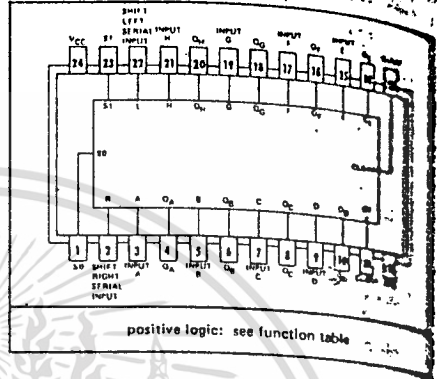 SHIFT
LEFT
SERIAL
INPUT
VCC S1 INPUT H QH INPUT G QG INPUT F QF INPUT E
24 23 22 21 20 19 18 17 16 15
S1 L H QH G QG F QF
S0
R A QA B QB C QC D
1 2 3 4 5 6 7 8 9 10
S0 SHIFT RIGHT SERIAL INPUT INPUT A QA INPUT B QB INPUT C QC INPUT D
positive logic: see function table